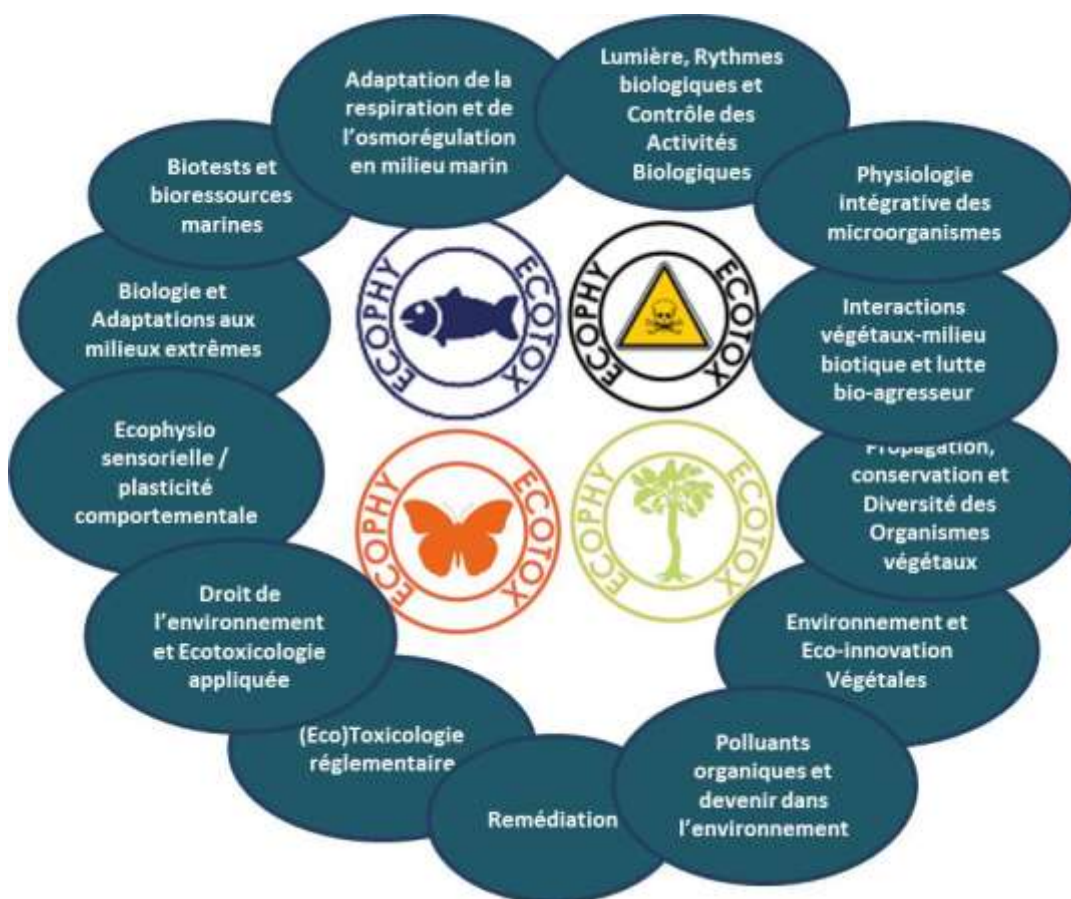 Adaptation de la
respiration et de
l'osmorégulation
en milieu marin
Lumière, Rythmes
biologiques et
Contrôle des
Activités
Biologiques
Physiologie
intégrative des
microorganismes
Interactions
végétaux-milieu
biotique et lutte
bio-agresseur
Propagation,
conservation et
Diversité des
Organismes
végétaux
Environnement et
Eco-innovation
Végétales
Polluants
organiques et
devenir dans
l'environnement
Remédiation
(Eco)Toxicologie
réglementaire
Droit de
l'environnement
et Ecotoxicologie
appliquée
Ecophysio
sensorielle /
plasticité
comportementale
Biologie et
Adaptations aux
milieux extrêmes
Biotests et
bioressources
marines
ECOPHY ECOTOX
ECOPHY ECOTOX
ECOPHY ECOTOX
ECOPHY ECOTOX